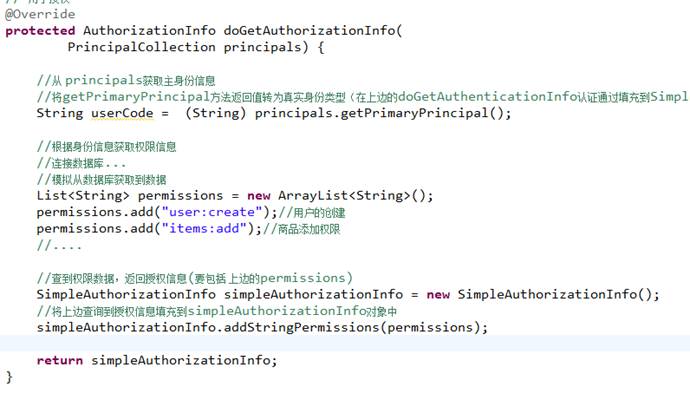 @Override
protected AuthorizationInfo doGetAuthorizationInfo(
PrincipalCollection principals) {
//从 principals获取主身份信息
//将getPrimaryPrincipal方法返回值转为真实身份类型（在上边的doGetAuthenticationInfo认证通过填充到Simpl
String userCode =  (String) principals.getPrimaryPrincipal();
//根据身份信息获取权限信息
//连接数据库...
//模拟从数据库获取到数据
List<String> permissions = new ArrayList<String>();
permissions.add("user:create");//用户的创建
permissions.add("items:add");//商品添加权限
//....
//查到权限数据，返回授权信息(要包括 上边的permissions)
SimpleAuthorizationInfo simpleAuthorizationInfo = new SimpleAuthorizationInfo();
//将上边查询到授权信息填充到simpleAuthorizationInfo对象中
simpleAuthorizationInfo.addStringPermissions(permissions);
return simpleAuthorizationInfo;
}